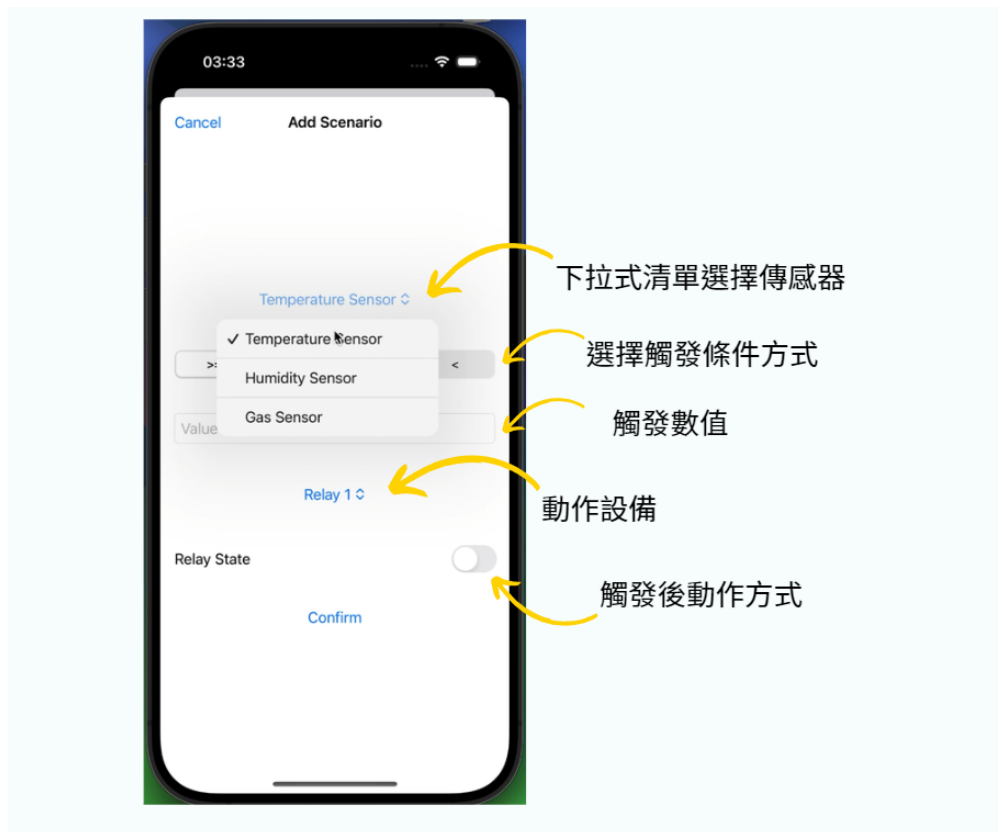 03:33
Cancel
Add Scenario
Temperature Sensor
下拉式清單選擇傳感器
Temperature Sensor
選擇觸發條件方式
>=
<
Humidity Sensor
Gas Sensor
Value
觸發數值
Relay 1
動作設備
Relay State
觸發後動作方式
Confirm